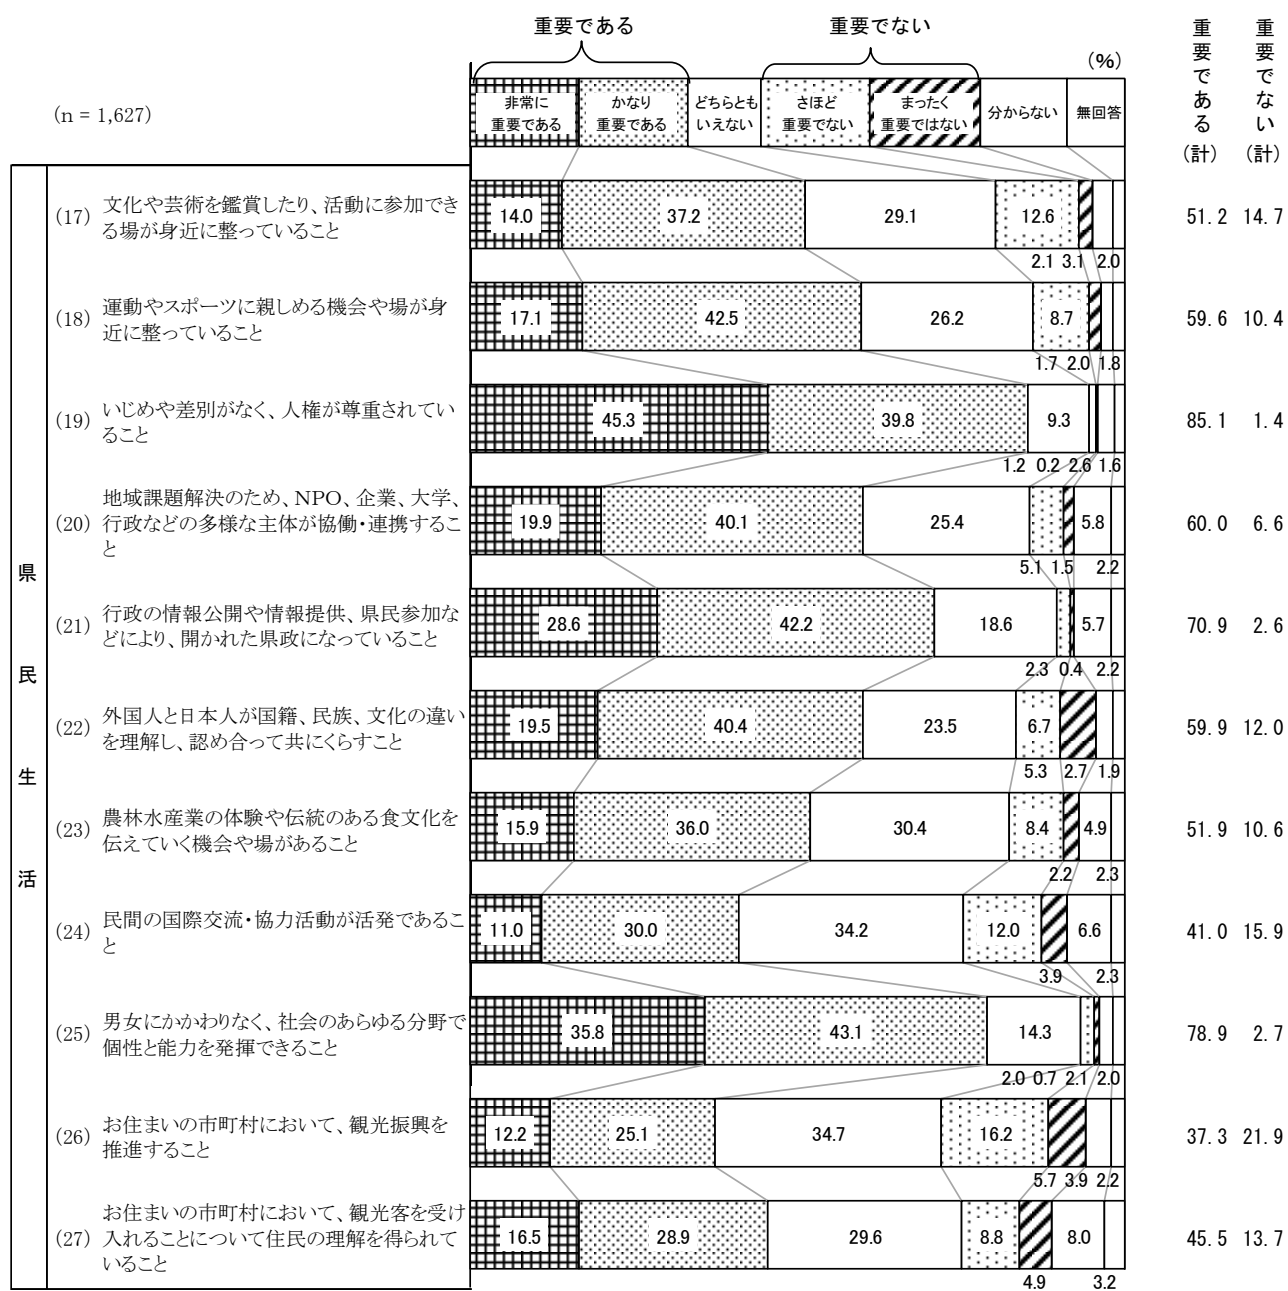 重要である
重要でない
(%)
重要である(計)
重要でない(計)
(n = 1,627)
非常に
重要である
かなり
重要である
どちらとも
いえない
さほど
重要でない
まったく
重要ではない
分からない
無回答
県民生活
(17) 文化や芸術を鑑賞したり、活動に参加でき
る場が身近に整っていること
14.0 37.2 29.1 12.6 51.2 14.7
2.1 3.1 2.0
(18) 運動やスポーツに親しめる機会や場が身
近に整っていること
17.1 42.5 26.2 8.7 59.6 10.4
1.7 2.0 1.8
(19) いじめや差別がなく、人権が尊重されてい
ること
45.3 39.8 9.3 85.1 1.4
1.2 0.2 2.6 1.6
(20) 地域課題解決のため、NPO、企業、大学、
行政などの多様な主体が協働・連携するこ
と
19.9 40.1 25.4 5.8 60.0 6.6
5.1 1.5 2.2
(21) 行政の情報公開や情報提供、県民参加な
どにより、開かれた県政になっていること
28.6 42.2 18.6 5.7 70.9 2.6
2.3 0.4 2.2
(22) 外国人と日本人が国籍、民族、文化の違い
を理解し、認め合って共にくらすこと
19.5 40.4 23.5 6.7 59.9 12.0
5.3 2.7 1.9
(23) 農林水産業の体験や伝統のある食文化を
伝えていく機会や場があること
15.9 36.0 30.4 8.4 4.9 51.9 10.6
2.2 2.3
(24) 民間の国際交流・協力活動が活発であるこ
と
11.0 30.0 34.2 12.0 6.6 41.0 15.9
3.9 2.3
(25) 男女にかかわりなく、社会のあらゆる分野で
個性と能力を発揮できること
35.8 43.1 14.3 78.9 2.7
2.0 0.7 2.1 2.0
(26) お住まいの市町村において、観光振興を
推進すること
12.2 25.1 34.7 16.2 37.3 21.9
5.7 3.9 2.2
(27) お住まいの市町村において、観光客を受け
入れることについて住民の理解を得られて
いること
16.5 28.9 29.6 8.8 8.0 45.5 13.7
4.9 3.2